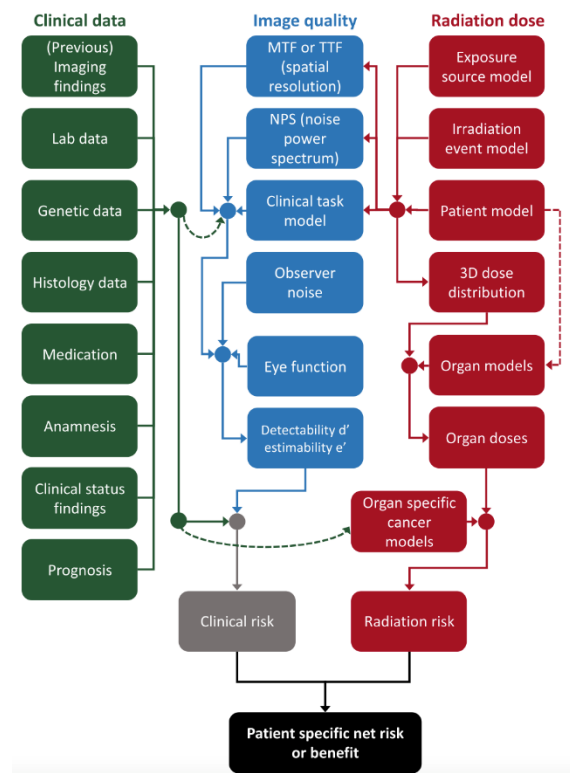 Clinical data
Image quality
Radiation dose
(Previous)
Imaging
findings
Lab data
Genetic data
Histology data
Medication
Anamnesis
Clinical status
findings
Prognosis
MTF or TTF
(spatial
resolution)
NPS (noise
power
spectrum)
Clinical task
model
Observer
noise
Eye function
Detectability d'
estimability e'
Exposure
source model
Irradiation
event model
Patient model
3D dose
distribution
Organ models
Organ doses
Organ specific
cancer
models
Clinical risk
Radiation risk
Patient specific net risk
or benefit